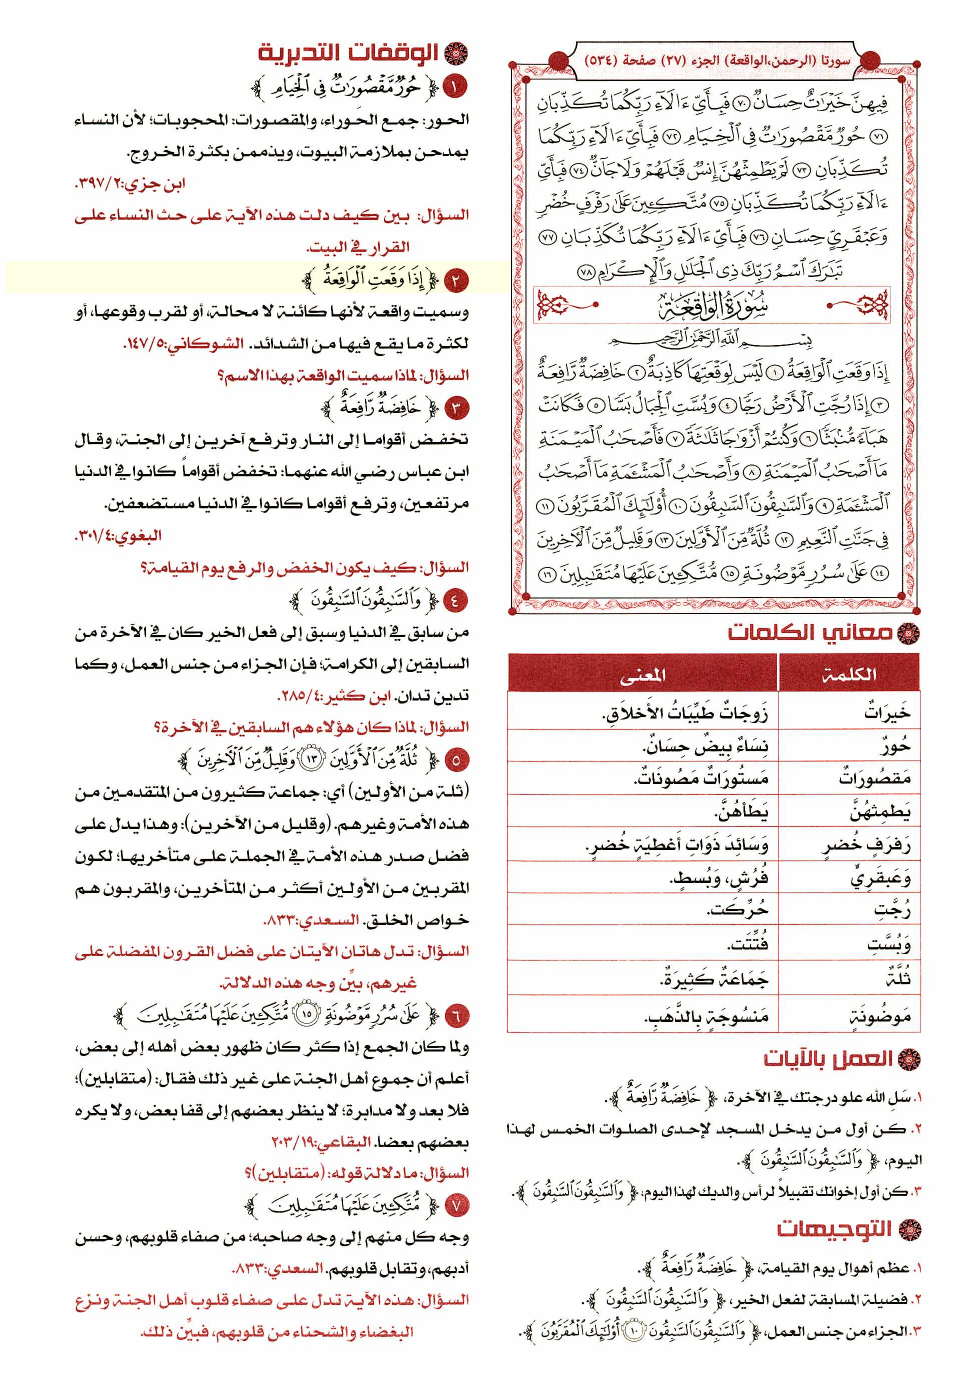 سورتا (الرحمن،الواقعة) الجزء (٢٧) صفحة (٥٣٤)
فِيهِنَّ خَيْرَٰتٌ حِسَانٌ ٧٠ فَبِأَيِّ ءَالَآءِ رَبِّكُمَا تُكَذِّبَانِ
٧١ حُورٌ مَّقْصُورَٰتٌ فِي ٱلْخِيَامِ ٧٢ فَبِأَيِّ ءَالَآءِ رَبِّكُمَا
تُكَذِّبَانِ ٧٣ لَمْ يَطْمِثْهُنَّ إِنسٌ قَبْلَهُمْ وَلَا جَآنٌّ ٧٤ فَبِأَيِّ
ءَالَآءِ رَبِّكُمَا تُكَذِّبَانِ ٧٥ مُتَّكِـِٔينَ عَلَىٰ رَفْرَفٍ خُضْرٍ
وَعَبْقَرِيٍّ حِسَانٍ ٧٦ فَبِأَيِّ ءَالَآءِ رَبِّكُمَا تُكَذِّبَانِ ٧٧
تَبَٰرَكَ ٱسْمُ رَبِّكَ ذِي ٱلْجَلَٰلِ وَٱلْإِكْرَامِ ٧٨
سُورَةُ الوَاقِعَةِ
بِسْمِ ٱللَّهِ ٱلرَّحْمَٰنِ ٱلرَّحِيمِ
إِذَا وَقَعَتِ ٱلْوَاقِعَةُ ١ لَيْسَ لِوَقْعَتِهَا كَاذِبَةٌ ٢ خَافِضَةٌ رَّافِعَةٌ
٣ إِذَا رُجَّتِ ٱلْأَرْضُ رَجًّا ٤ وَبُسَّتِ ٱلْجِبَالُ بَسًّا ٥ فَكَانَتْ
هَبَآءً مُّنۢبَثًّا ٦ وَكُنتُمْ أَزْوَٰجًا ثَلَٰثَةً ٧ فَأَصْحَٰبُ ٱلْمَيْمَنَةِ
مَآ أَصْحَٰبُ ٱلْمَيْمَنَةِ ٨ وَأَصْحَٰبُ ٱلْمَشْـَٔمَةِ مَآ أَصْحَٰبُ
ٱلْمَشْـَٔمَةِ ٩ وَٱلسَّٰبِقُونَ ٱلسَّٰبِقُونَ ١٠ أُو۟لَٰٓئِكَ ٱلْمُقَرَّبُونَ ١١
فِي جَنَّٰتِ ٱلنَّعِيمِ ١٢ ثُلَّةٌ مِّنَ ٱلْأَوَّلِينَ ١٣ وَقَلِيلٌ مِّنَ ٱلْءَاخِرِينَ
١٤ عَلَىٰ سُرُرٍ مَّوْضُونَةٍ ١٥ مُّتَّكِـِٔينَ عَلَيْهَا مُتَقَٰبِلِينَ ١٦
معاني الكلمات
الكلمة المعنى
خَيرَاتٌ زَوجَاتٌ طَيِّبَاتُ الأَخلَاقِ.
حُورٌ نِسَاءٌ بِيضٌ حِسَانٌ.
مَقصُورَاتٌ مَستُورَاتٌ مَصُونَاتٌ.
يَطمِثهُنَّ يَطَأهُنَّ.
رَفرَفٍ خُضرٍ وَسَائِدَ ذَوَاتِ أَغطِيَةٍ خُضرٍ.
وَعَبقَرِيٍّ فُرُشٍ، وَبُسطٍ.
رُجَّتِ حُرِّكَت.
وَبُسَّتِ فُتِّتَت.
ثُلَّةٌ جَمَاعَةٌ كَثِيرَةٌ.
مَوضُونَةٍ مَنسُوجَةٍ بِالذَّهَبِ.
العمل بالآيات
١. سَلِ الله علو درجتك في الآخرة، ﴿ خَافِضَةٌ رَّافِعَةٌ ﴾.
٢. كن أول من يدخل المسجد لإحدى الصلوات الخمس لهذا
اليوم، ﴿ وَٱلسَّٰبِقُونَ ٱلسَّٰبِقُونَ ﴾.
٣. كن أول إخوانك تقبيلاً لرأس والديك لهذا اليوم، ﴿ وَٱلسَّٰبِقُونَ ٱلسَّٰبِقُونَ ﴾.
التوجيهات
١. عظم أهوال يوم القيامة، ﴿ خَافِضَةٌ رَّافِعَةٌ ﴾.
٢. فضيلة المسابقة لفعل الخير، ﴿ وَٱلسَّٰبِقُونَ ٱلسَّٰبِقُونَ ﴾.
٣. الجزاء من جنس العمل، ﴿ وَٱلسَّٰبِقُونَ ٱلسَّٰبِقُونَ ١٠ أُو۟لَٰٓئِكَ ٱلْمُقَرَّبُونَ ﴾.
الوقفات التدبرية
١ ﴿ حُورٌ مَّقْصُورَٰتٌ فِي ٱلْخِيَامِ ﴾
الحور: جمع الحوراء، والمقصورات: المحجوبات؛ لأن النساء
يمدحن بملازمة البيوت، ويذممن بكثرة الخروج.
ابن جزي:٣٩٧/٢.
السؤال: بين كيف دلت هذه الآية على حث النساء على
القرار في البيت.
٢ ﴿ إِذَا وَقَعَتِ ٱلْوَاقِعَةُ ﴾
وسميت واقعة لأنها كائنة لا محالة، أو لقرب وقوعها، أو
لكثرة ما يقع فيها من الشدائد. الشوكاني:١٤٧/٥.
السؤال: لماذا سميت الواقعة بهذا الاسم؟
٣ ﴿ خَافِضَةٌ رَّافِعَةٌ ﴾
تخفض أقواما إلى النار وترفع آخرين إلى الجنة، وقال
ابن عباس رضي الله عنهما: تخفض أقواماً كانوا في الدنيا
مرتفعين، وترفع أقواما كانوا في الدنيا مستضعفين.
البغوي:٣٠١/٤.
السؤال: كيف يكون الخفض والرفع يوم القيامة؟
٤ ﴿ وَٱلسَّٰبِقُونَ ٱلسَّٰبِقُونَ ﴾
من سابق في الدنيا وسبق إلى فعل الخير كان في الآخرة من
السابقين إلى الكرامة؛ فإن الجزاء من جنس العمل، وكما
تدين تدان. ابن كثير:٢٨٥/٤.
السؤال: لماذا كان هؤلاء هم السابقين في الآخرة؟
٥ ﴿ ثُلَّةٌ مِّنَ ٱلْأَوَّلِينَ ١٣ وَقَلِيلٌ مِّنَ ٱلْءَاخِرِينَ ﴾
(ثلة من الأولين) أي: جماعة كثيرون من المتقدمين من
هذه الأمة وغيرهم. (وقليل من الآخرين): وهذا يدل على
فضل صدر هذه الأمة في الجملة على متأخريها؛ لكون
المقربين من الأولين أكثر من المتأخرين، والمقربون هم
خواص الخلق. السعدي:٨٣٣.
السؤال: تدل هاتان الآيتان على فضل القرون المفضلة على
غيرهم، بيِّن وجه هذه الدلالة.
٦ ﴿ عَلَىٰ سُرُرٍ مَّوْضُونَةٍ ١٥ مُّتَّكِـِٔينَ عَلَيْهَا مُتَقَٰبِلِينَ ﴾
ولما كان الجمع إذا كثر كان ظهور بعض أهله إلى بعض،
أعلم أن جموع أهل الجنة على غير ذلك فقال: (متقابلين)؛
فلا بعد ولا مدابرة؛ لا ينظر بعضهم إلى قفا بعض، ولا يكره
بعضهم بعضا. البقاعي:٢٠٣/١٩
السؤال: ما دلالة قوله: (متقابلين)؟
٧ ﴿ مُّتَّكِـِٔينَ عَلَيْهَا مُتَقَٰبِلِينَ ﴾
وجه كل منهم إلى وجه صاحبه؛ من صفاء قلوبهم، وحسن
أدبهم، وتقابل قلوبهم. السعدي:٨٣٣.
السؤال: هذه الآية تدل على صفاء قلوب أهل الجنة ونزع
البغضاء والشحناء من قلوبهم، فبيِّن ذلك.